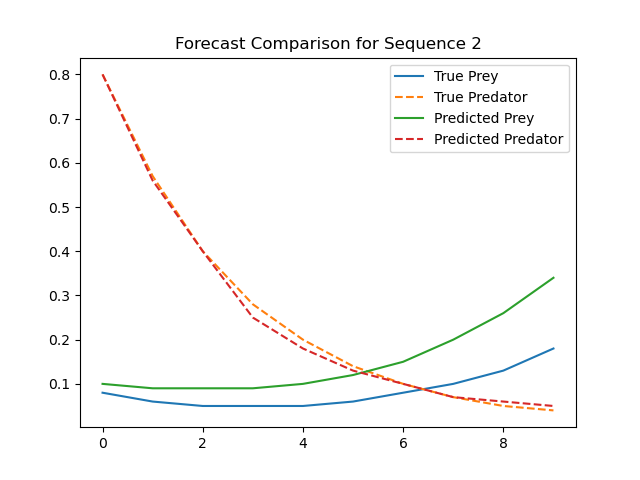 Forecast Comparison for Sequence 2
True Prey
True Predator
Predicted Prey
Predicted Predator
0.8
0.7
0.6
0.5
0.4
0.3
0.2
0.1
0 2 4 6 8